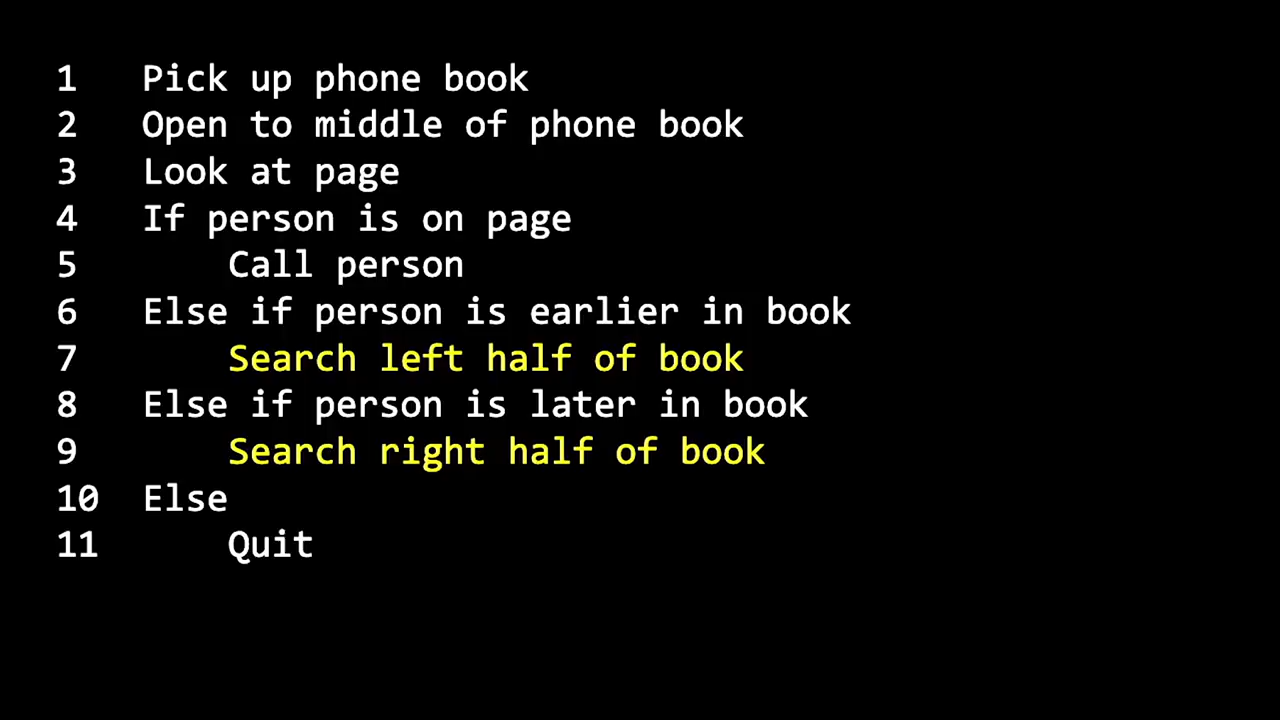 1 Pick up phone book
2 Open to middle of phone book
3 Look at page
4 If person is on page
5 Call person
6 Else if person is earlier in book
7 Search left half of book
8 Else if person is later in book
9 Search right half of book
10 Else
11 Quit